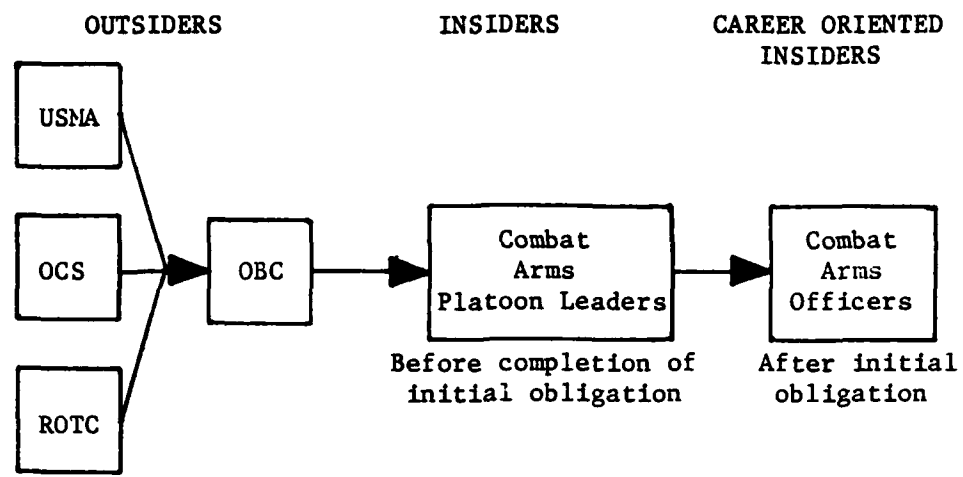 OUTSIDERS
INSIDERS
CAREER ORIENTED
INSIDERS
USMA
OCS
ROTC
OBC
Combat
Arms
Platoon Leaders
Before completion of
initial obligation
Combat
Arms
Officers
After initial
obligation